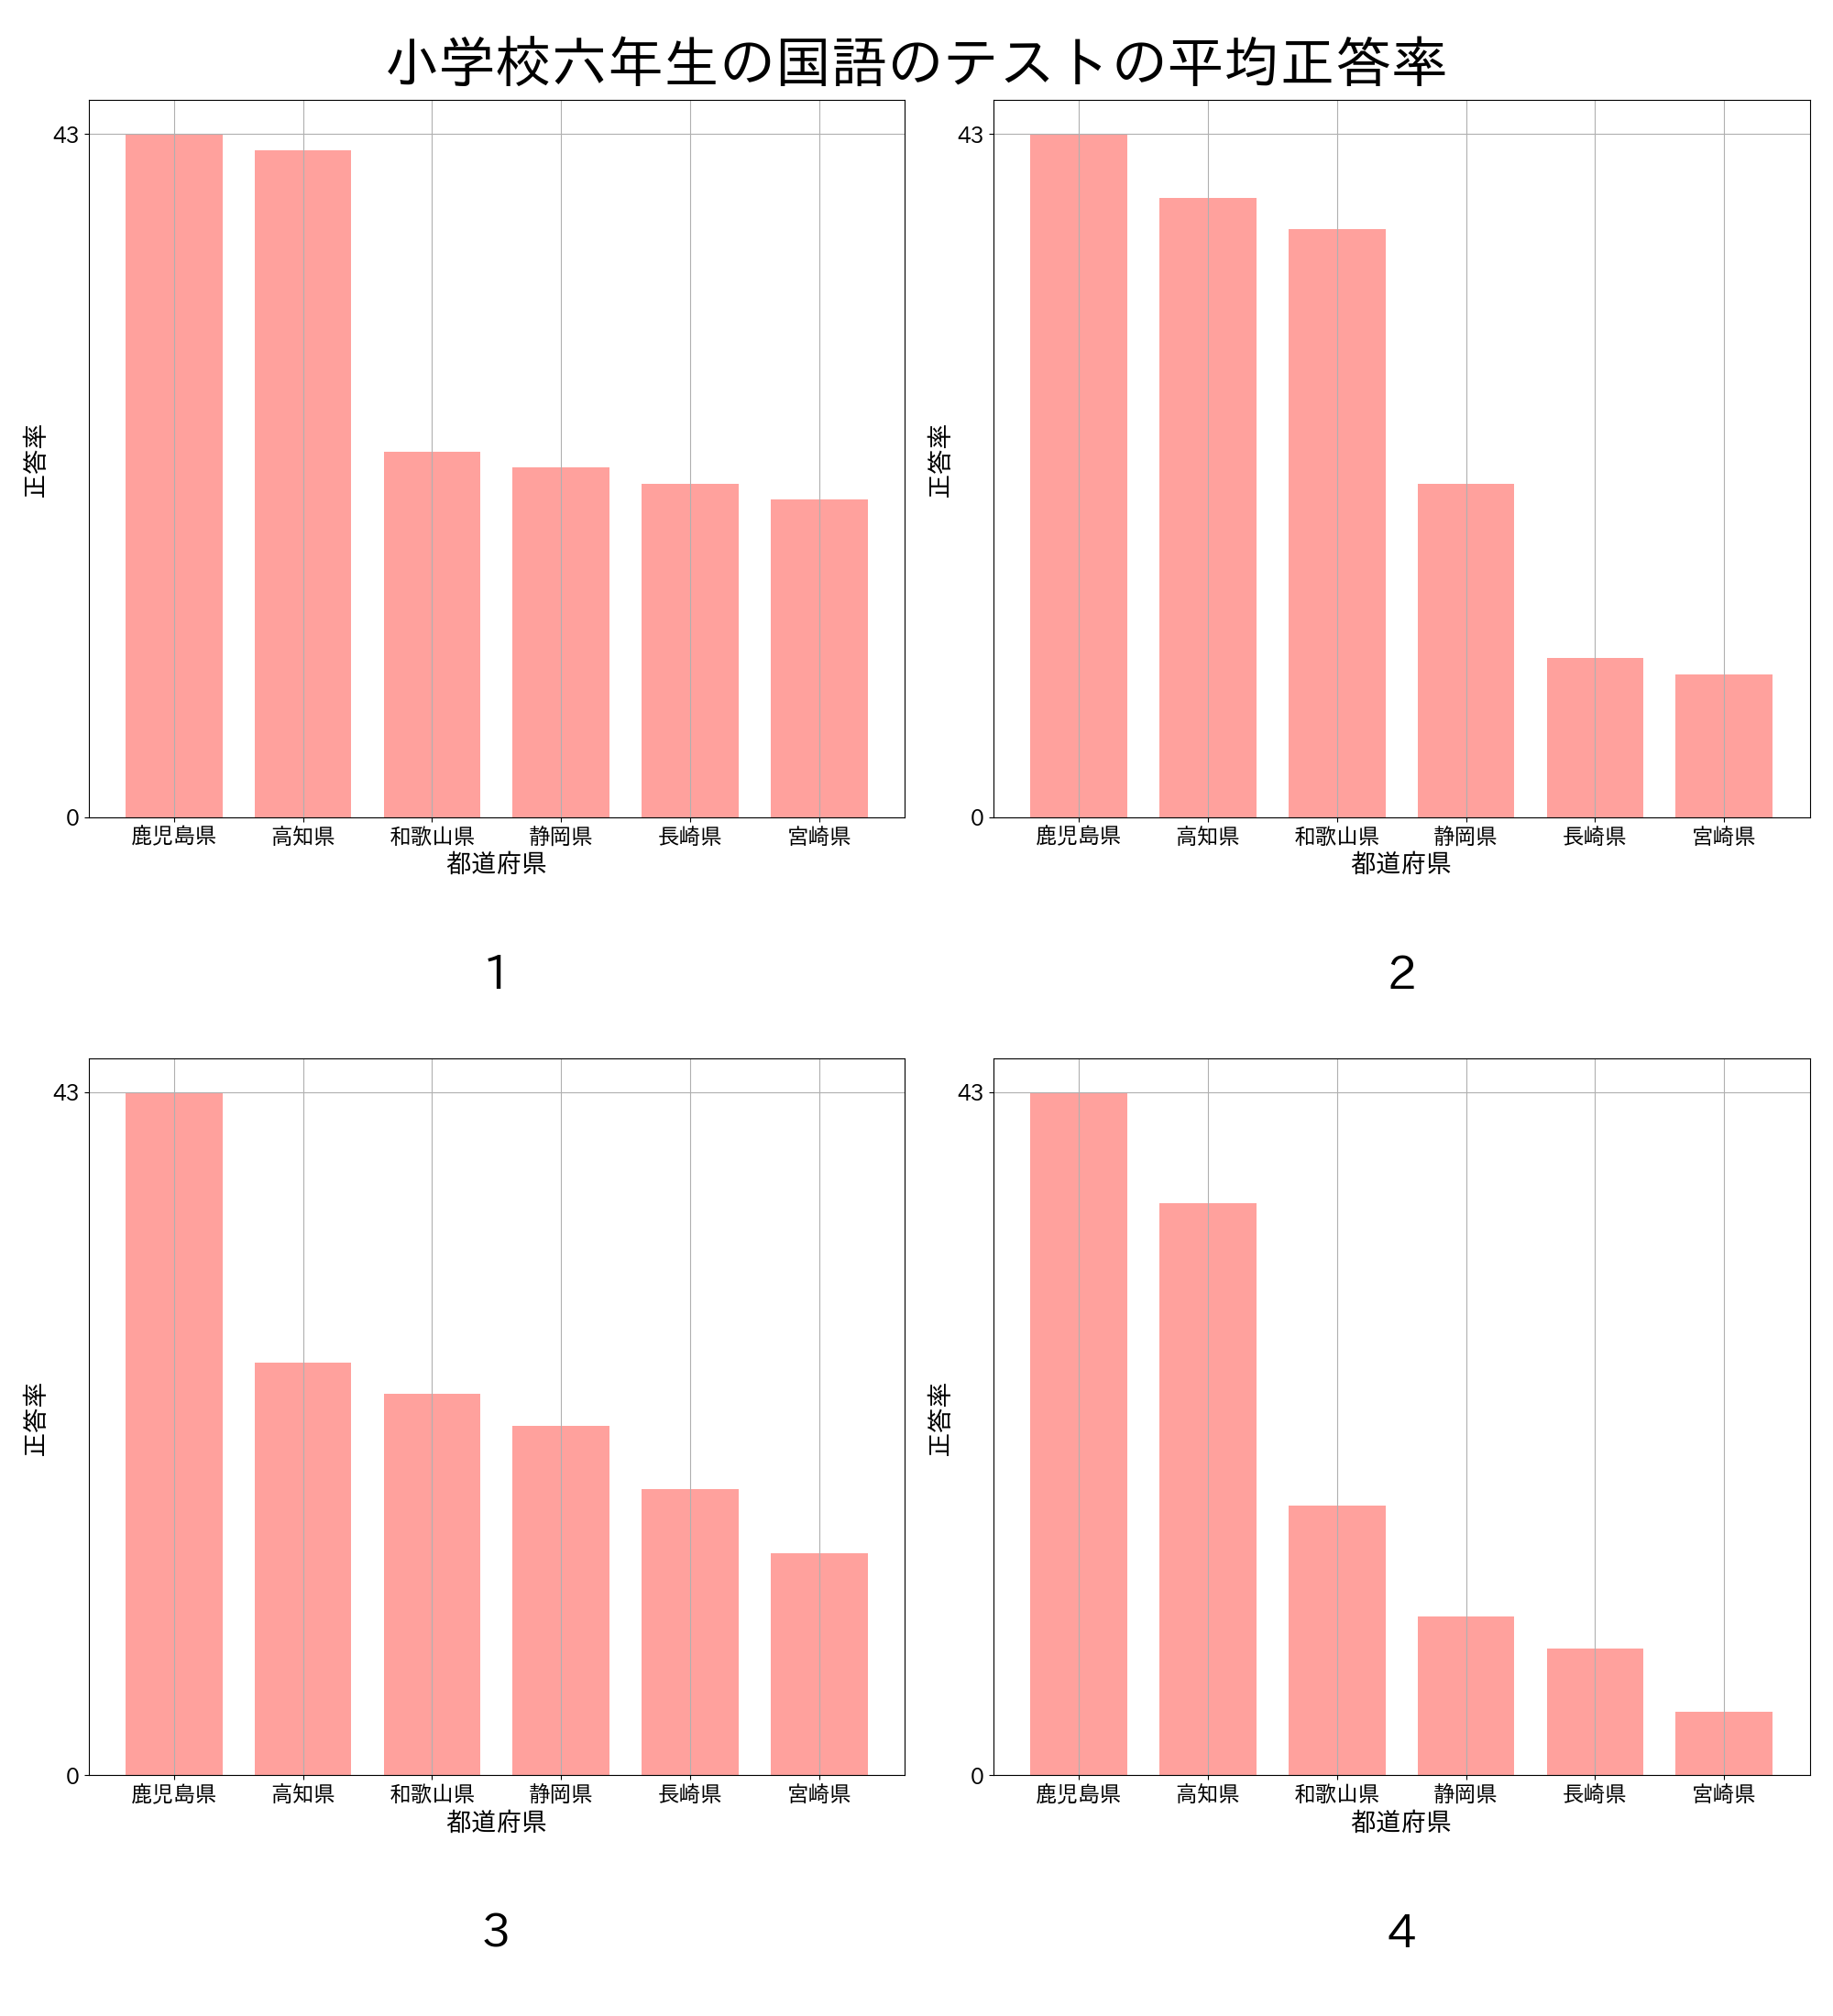 小学校六年生の国語のテストの平均正答率
43
正答率
0
鹿児島県 高知県 和歌山県 静岡県 長崎県 宮崎県
都道府県
1
43
正答率
0
鹿児島県 高知県 和歌山県 静岡県 長崎県 宮崎県
都道府県
2
43
正答率
0
鹿児島県 高知県 和歌山県 静岡県 長崎県 宮崎県
都道府県
3
43
正答率
0
鹿児島県 高知県 和歌山県 静岡県 長崎県 宮崎県
都道府県
4